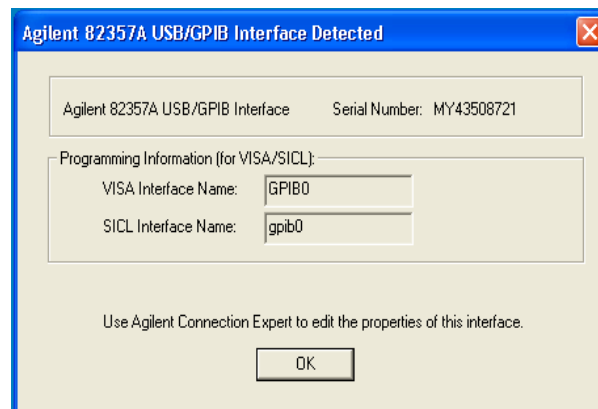 Agilent 82357A USB/GPIB Interface Detected
Agilent 82357A USB/GPIB Interface Serial Number: MY43508721
Programming Information (for VISA/SICL):
VISA Interface Name: GPIB0
SICL Interface Name: gpib0
Use Agilent Connection Expert to edit the properties of this interface.
OK